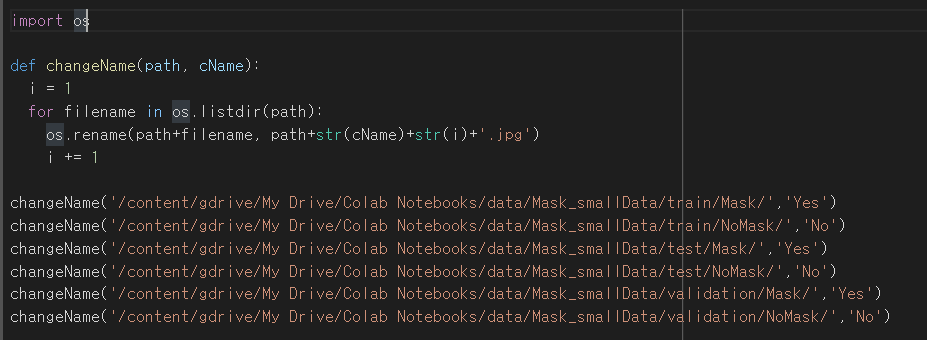 import os
def changeName(path, cName):
i = 1
for filename in os.listdir(path):
os.rename(path+filename, path+str(cName)+str(i)+'.jpg')
i += 1
changeName('/content/gdrive/My Drive/Colab Notebooks/data/Mask_smallData/train/Mask/','Yes')
changeName('/content/gdrive/My Drive/Colab Notebooks/data/Mask_smallData/train/NoMask/','No')
changeName('/content/gdrive/My Drive/Colab Notebooks/data/Mask_smallData/test/Mask/','Yes')
changeName('/content/gdrive/My Drive/Colab Notebooks/data/Mask_smallData/test/NoMask/','No')
changeName('/content/gdrive/My Drive/Colab Notebooks/data/Mask_smallData/validation/Mask/','Yes')
changeName('/content/gdrive/My Drive/Colab Notebooks/data/Mask_smallData/validation/NoMask/','No')